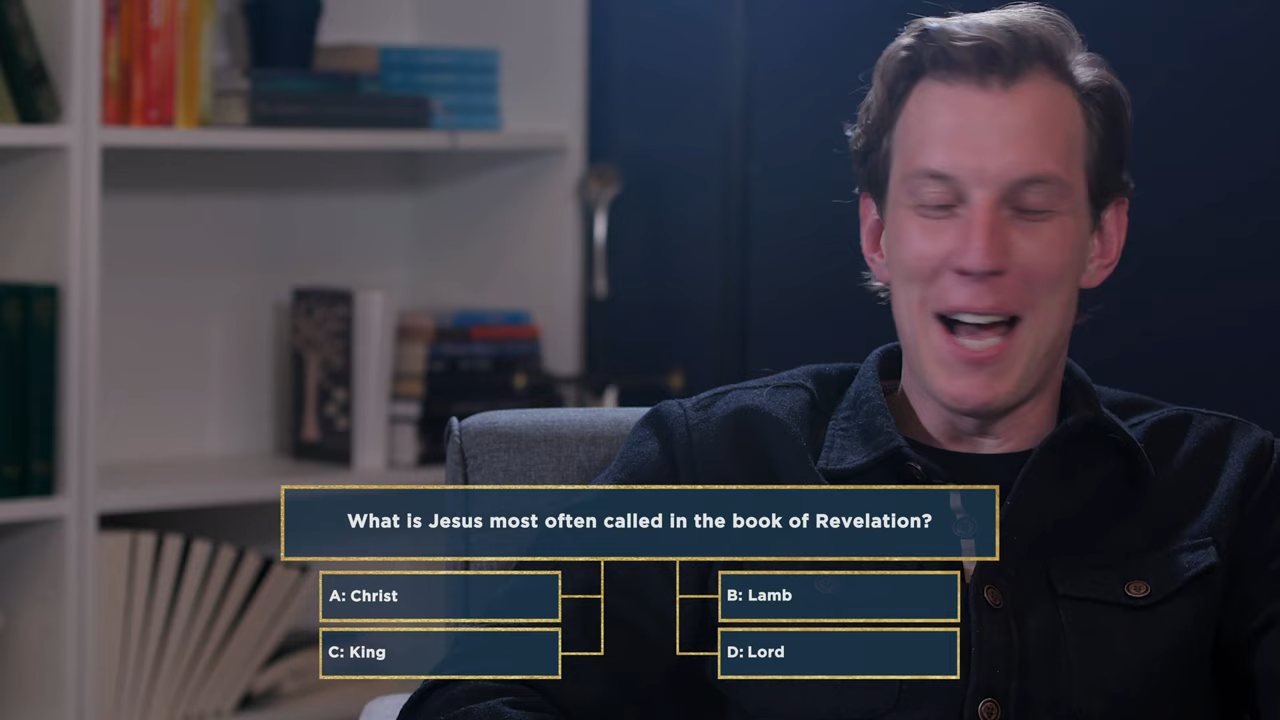 What is Jesus most often called in the book of Revelation?
A: Christ
B: Lamb
C: King
D: Lord